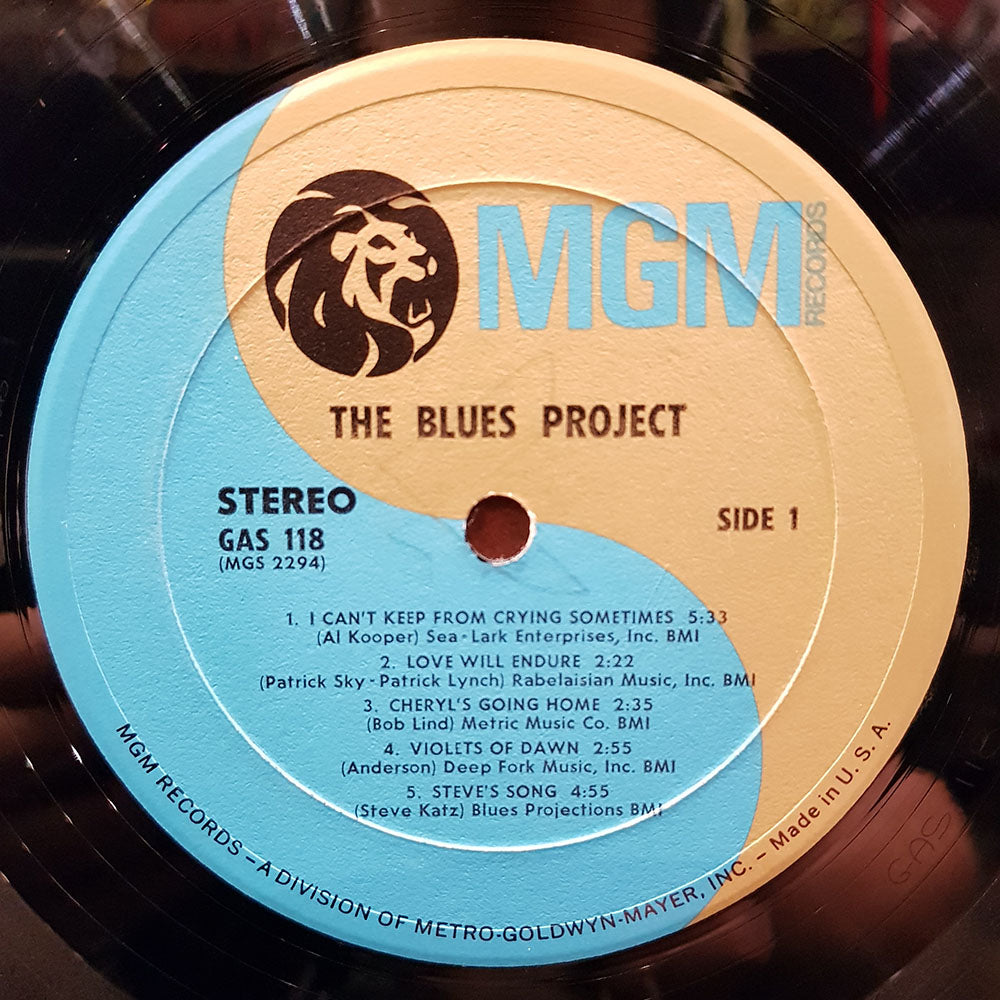 MGM RECORDS
THE BLUES PROJECT
STEREO
GAS 118
(MGS 2294)
SIDE 1
1. I CAN'T KEEP FROM CRYING SOMETIMES 5:33
(Al Kooper) Sea-Lark Enterprises, Inc. BMI
2. LOVE WILL ENDURE 2:22
(Patrick Sky-Patrick Lynch) Rabelaisian Music, Inc. BMI
3. CHERYL'S GOING HOME 2:35
(Bob Lind) Metric Music Co. BMI
4. VIOLETS OF DAWN 2:55
(Anderson) Deep Fork Music, Inc. BMI
5. STEVE'S SONG 4:55
(Steve Katz) Blues Projections BMI
MGM RECORDS – A DIVISION OF METRO-GOLDWYN-MAYER, INC. – Made in U. S. A.
GAS